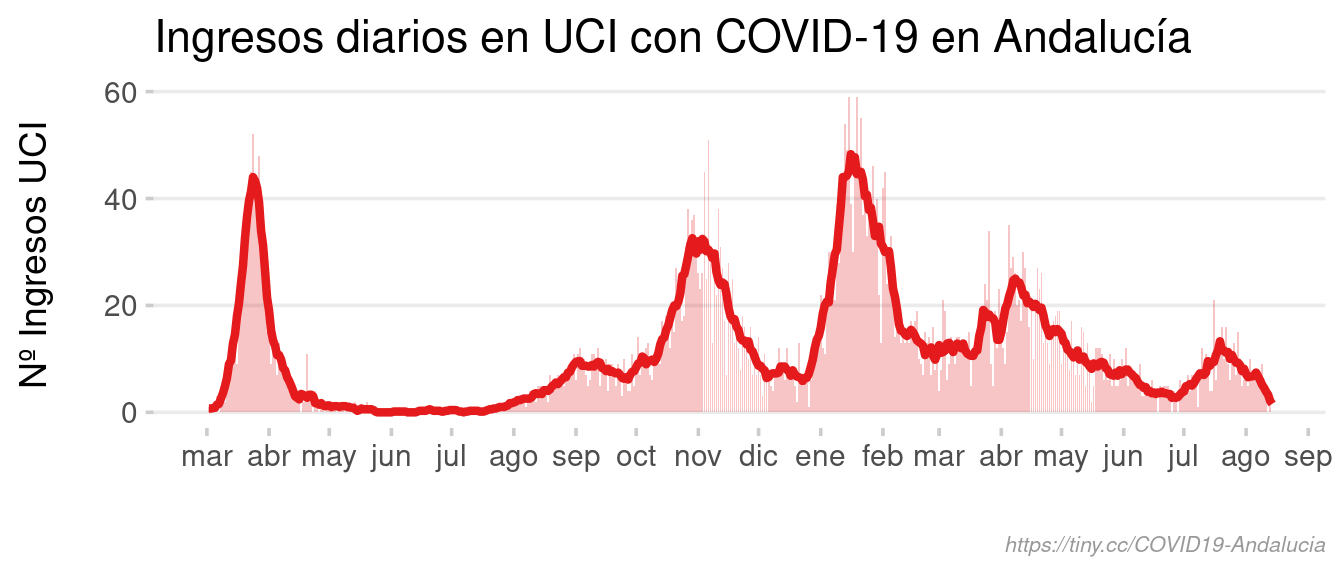 Ingresos diarios en UCI con COVID-19 en Andalucía
Nº Ingresos UCI
60
40
20
0
mar abr may jun jul ago sep oct nov dic ene feb mar abr may jun jul ago sep
https://tiny.cc/COVID19-Andalucia